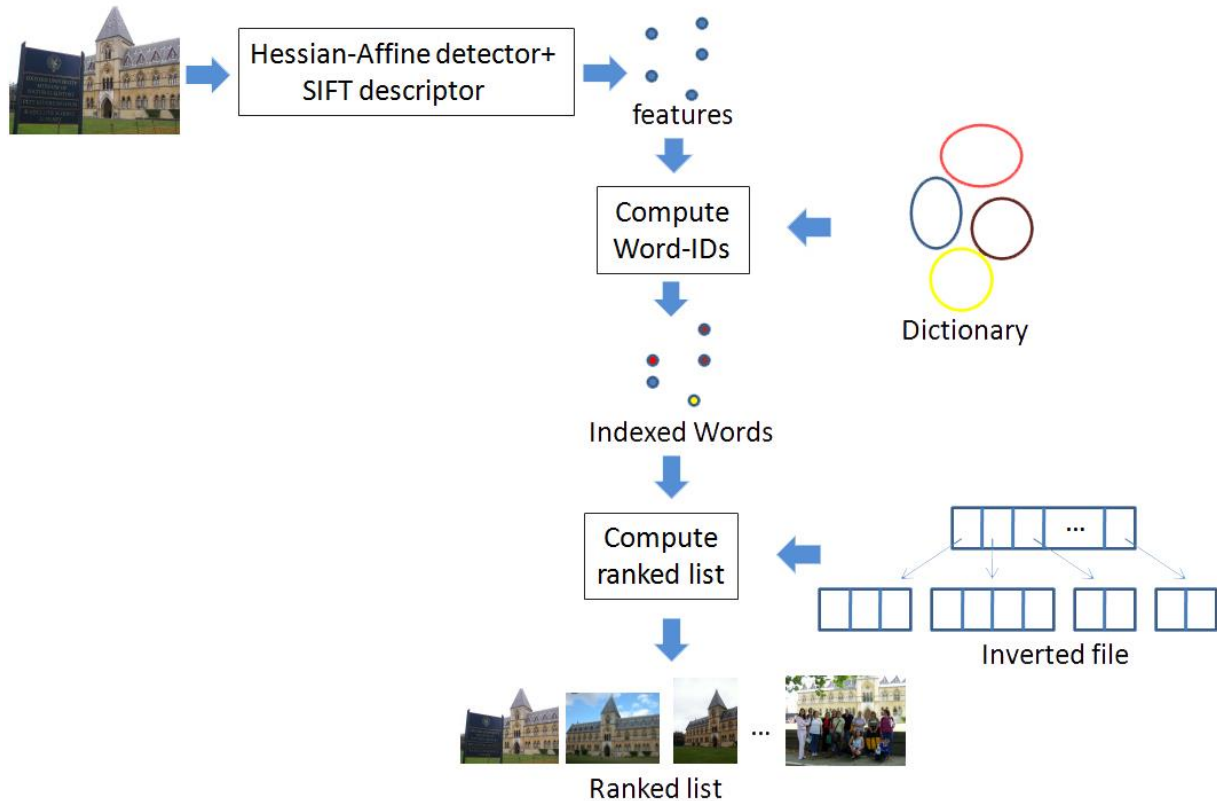 Hessian-Affine detector+
SIFT descriptor
features
Compute
Word-IDs
Dictionary
Indexed Words
Compute
ranked list
...
Inverted file
...
Ranked list